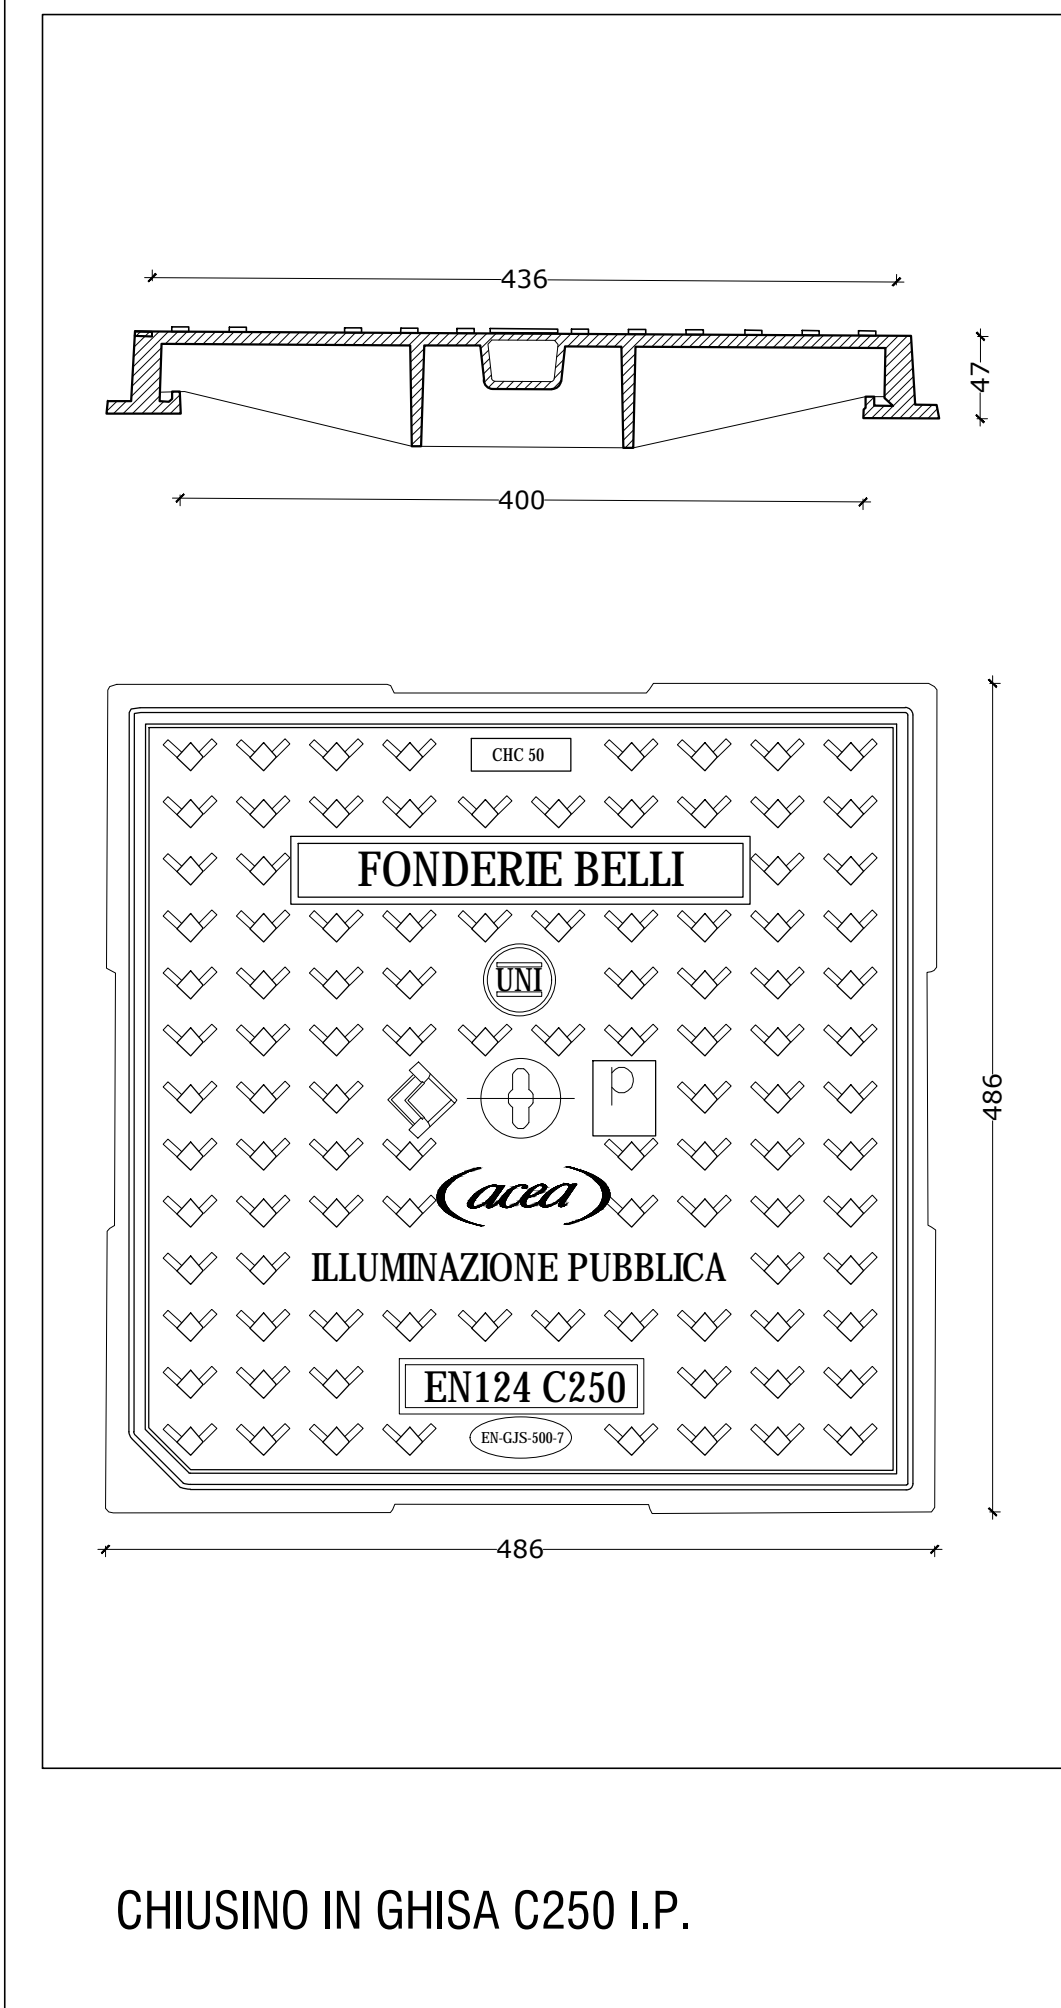 436
47
400
CHC 50
FONDERIE BELLI
UNI
P
acea
ILLUMINAZIONE PUBBLICA
EN124 C250
EN-GJS-500-7
486
486
CHIUSINO IN GHISA C250 I.P.